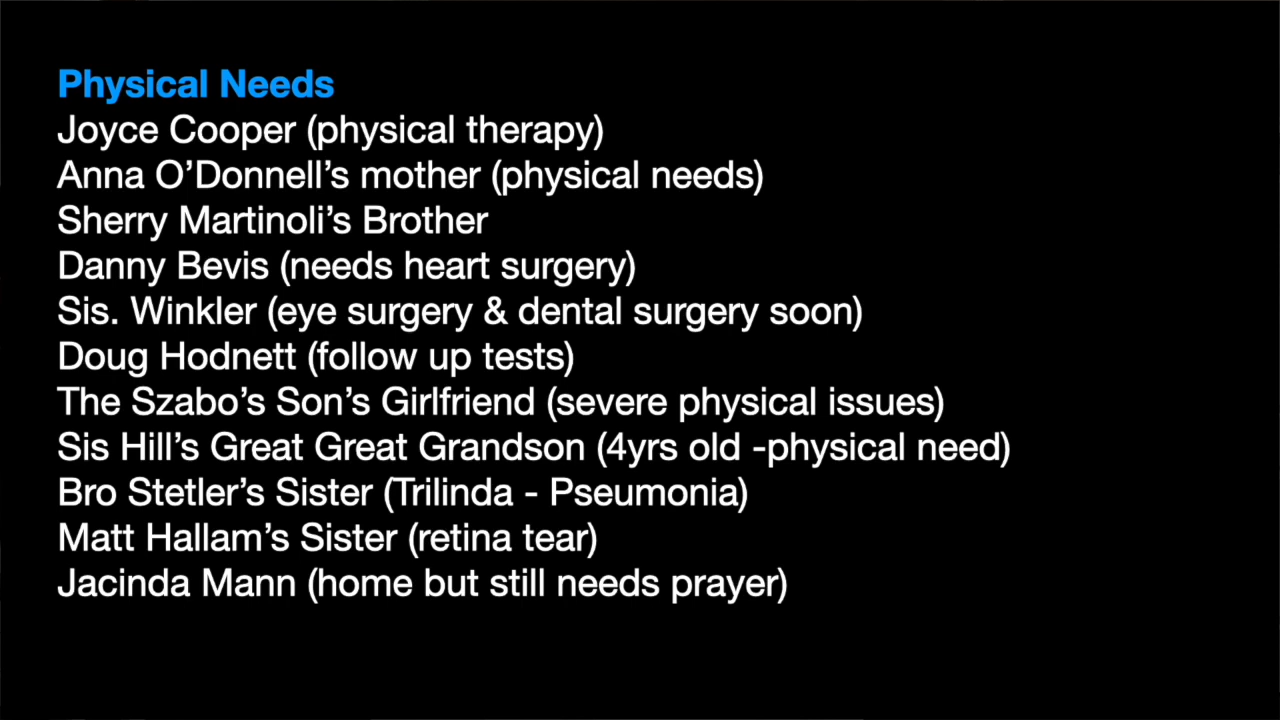 Physical Needs
Joyce Cooper (physical therapy)
Anna O’Donnell’s mother (physical needs)
Sherry Martinoli’s Brother
Danny Bevis (needs heart surgery)
Sis. Winkler (eye surgery & dental surgery soon)
Doug Hodnett (follow up tests)
The Szabo’s Son’s Girlfriend (severe physical issues)
Sis Hill’s Great Great Grandson (4yrs old -physical need)
Bro Stetler’s Sister (Trilinda - Pseumonia)
Matt Hallam’s Sister (retina tear)
Jacinda Mann (home but still needs prayer)